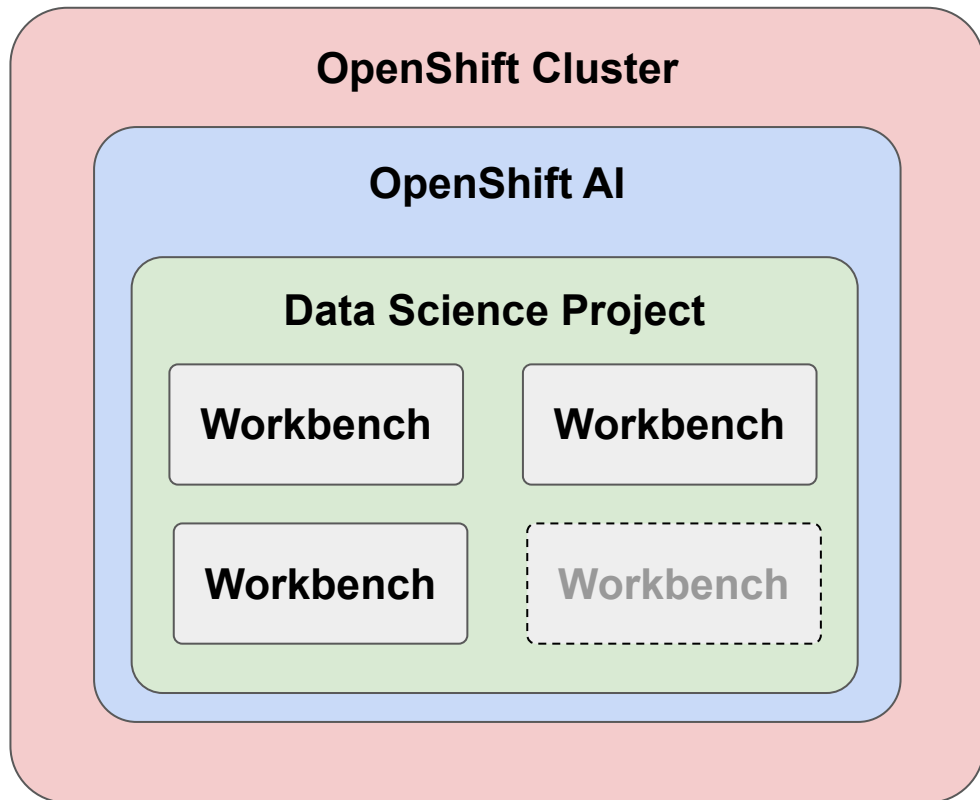 OpenShift Cluster
OpenShift AI
Data Science Project
Workbench
Workbench
Workbench
Workbench